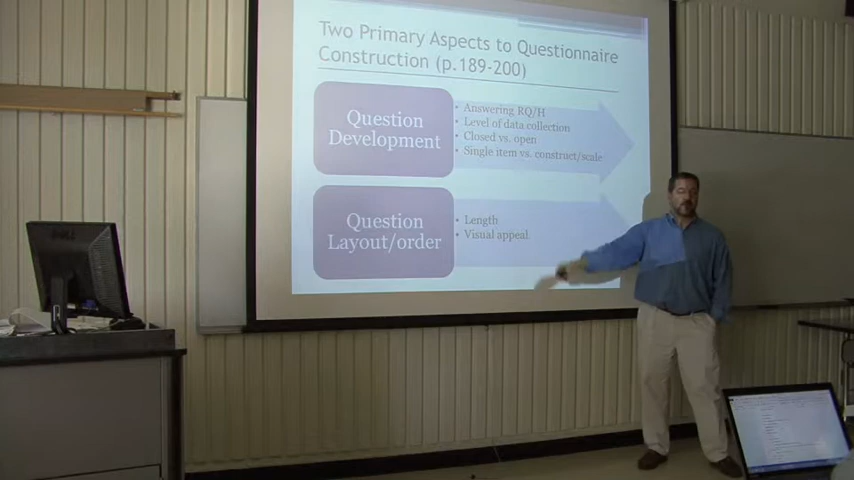 Two Primary Aspects to Questionnaire
Construction (p.189-200)
Question
Development
• Answering RQ/H
• Level of data collection
• Closed vs. open
• Single item vs. construct/scale
Question
Layout/order
• Length
• Visual appeal
DELL